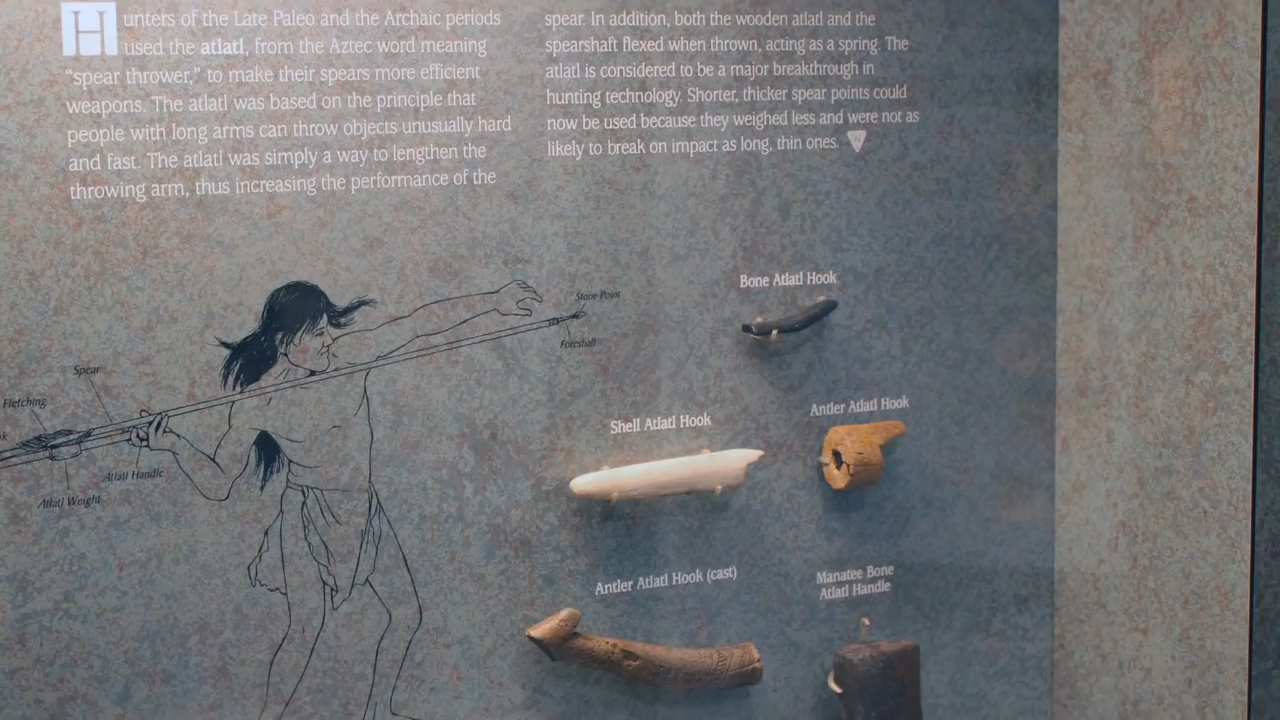 Hunters of the Late Paleo and the Archaic periods
used the atlatl, from the Aztec word meaning
“spear thrower,” to make their spears more efficient
weapons. The atlatl was based on the principle that
people with long arms can throw objects unusually hard
and fast. The atlatl was simply a way to lengthen the
throwing arm, thus increasing the performance of the
spear. In addition, both the wooden atlatl and the
spearshaft flexed when thrown, acting as a spring. The
atlatl is considered to be a major breakthrough in
hunting technology. Shorter, thicker spear points could
now be used because they weighed less and were not as
likely to break on impact as long, thin ones.
Bone Atlatl Hook
Stone Point
Foreshaft
Spear
Fletching
Atlatl Handle
Atlatl Weight
Shell Atlatl Hook
Antler Atlatl Hook
Antler Atlatl Hook (cast)
Manatee Bone
Atlatl Handle